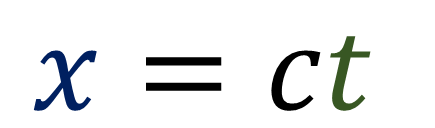 x = ct